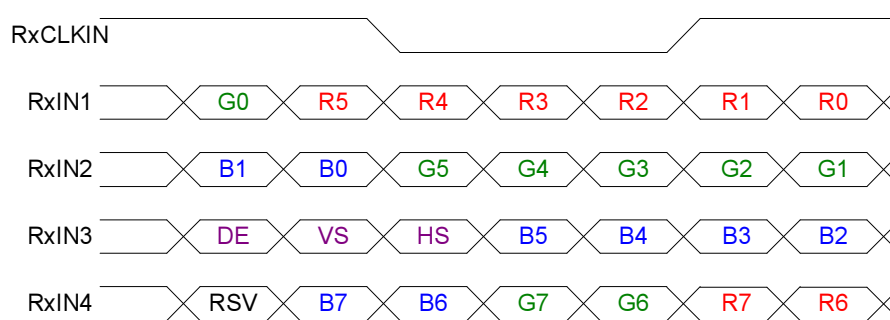 RxCLKIN
RxIN1 G0 R5 R4 R3 R2 R1 R0
RxIN2 B1 B0 G5 G4 G3 G2 G1
RxIN3 DE VS HS B5 B4 B3 B2
RxIN4 RSV B7 B6 G7 G6 R7 R6